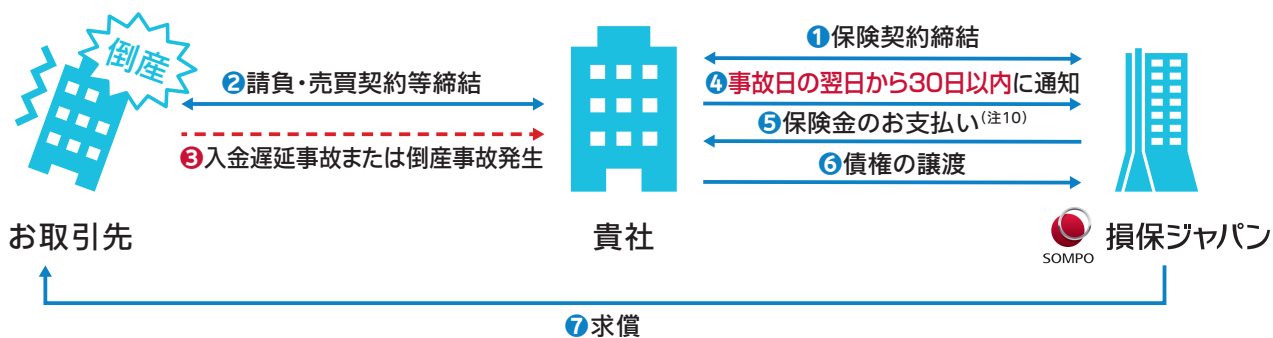 倒産
❶保険契約締結
❷請負・売買契約等締結
❹事故日の翌日から30日以内に通知
❺保険金のお支払い(注10)
❸入金遅延事故または倒産事故発生
❻債権の譲渡
お取引先
貴社
SOMPO
損保ジャパン
❼求償